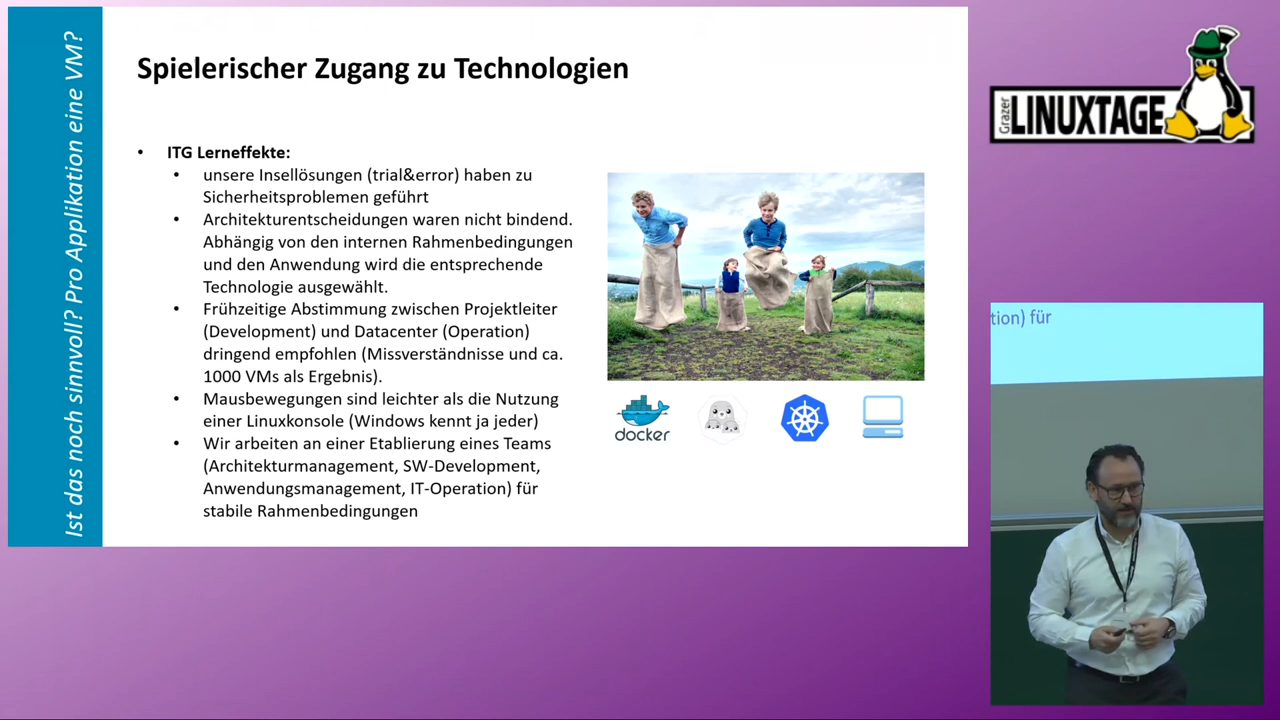 Ist das noch sinnvoll? Pro Applikation eine VM?
Spielerischer Zugang zu Technologien
• ITG Lerneffekte:
• unsere Insellösungen (trial&error) haben zu
Sicherheitsproblemen geführt
• Architekturentscheidungen waren nicht bindend.
Abhängig von den internen Rahmenbedingungen
und den Anwendung wird die entsprechende
Technologie ausgewählt.
• Frühzeitige Abstimmung zwischen Projektleiter
(Development) und Datacenter (Operation)
dringend empfohlen (Missverständnisse und ca.
1000 VMs als Ergebnis).
• Mausbewegungen sind leichter als die Nutzung
einer Linuxkonsole (Windows kennt ja jeder)
• Wir arbeiten an einer Etablierung eines Teams
(Architekturmanagement, SW-Development,
Anwendungsmanagement, IT-Operation) für
stabile Rahmenbedingungen
docker
Grazer
LINUXTAGE
tion) für